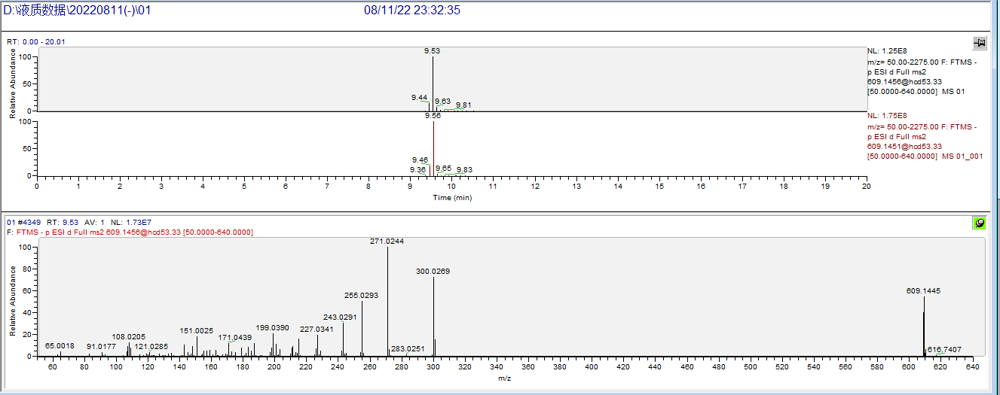 D:\液质数据\20220811(-)\01 08/11/22 23:32:35
RT: 0.00 - 20.01
Relative Abundance
100
50
0
9.53
9.44
9.63
9.81
NL: 1.25E8
m/z= 50.00-2275.00 F: FTMS -
p ESI d Full ms2
609.1456@hcd53.33
[50.0000-640.0000] MS 01
100
50
0
9.56
9.46
9.36
9.65
9.83
NL: 1.75E8
m/z= 50.00-2275.00 F: FTMS -
p ESI d Full ms2
609.1451@hcd53.33
[50.0000-640.0000] MS 01_001
0 1 2 3 4 5 6 7 8 9 10 11 12 13 14 15 16 17 18 19 20
Time (min)
01 #4349 RT: 9.53 AV: 1 NL: 1.73E7
F: FTMS - p ESI d Full ms2 609.1456@hcd53.33 [50.0000-640.0000]
Relative Abundance
100
80
60
40
20
0
271.0244
300.0269
609.1445
255.0293
243.0291
199.0390
227.0341
151.0025
108.0205
171.0439
65.0018
91.0177
121.0285
283.0251
616.7407
60 80 100 120 140 160 180 200 220 240 260 280 300 320 340 360 380 400 420 440 460 480 500 520 540 560 580 600 620 640
m/z